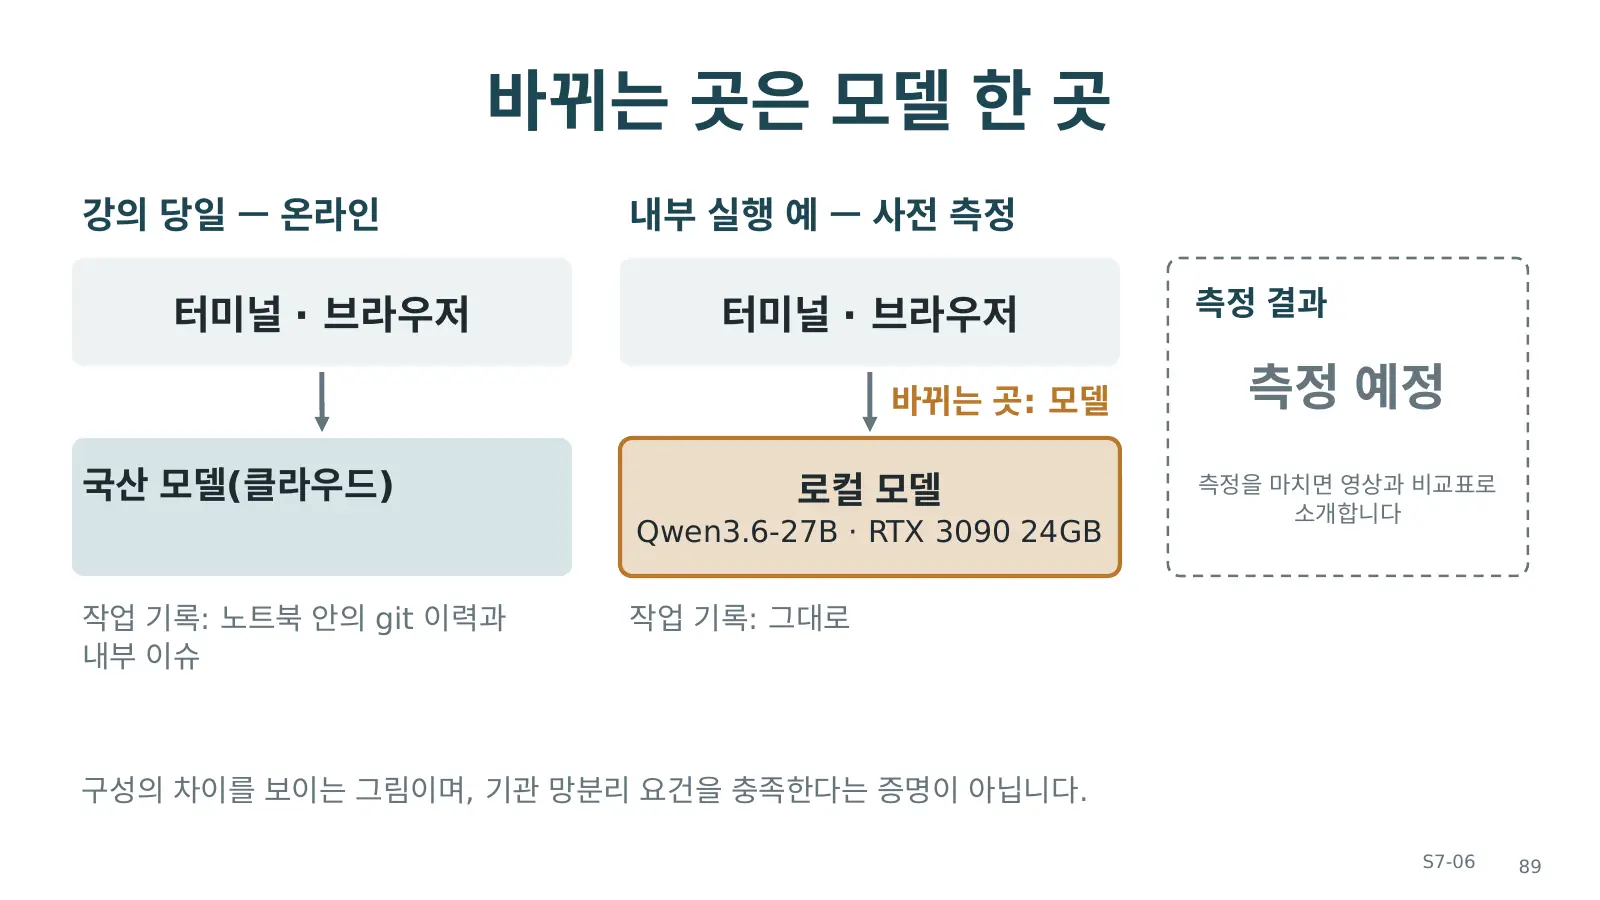 바뀌는 곳은 모델 한 곳
강의 당일 — 온라인
터미널 · 브라우저
국산 모델(클라우드)
작업 기록: 노트북 안의 git 이력과
내부 이슈
내부 실행 예 — 사전 측정
터미널 · 브라우저
바뀌는 곳: 모델
로컬 모델
Qwen3.6-27B · RTX 3090 24GB
작업 기록: 그대로
측정 결과
측정 예정
측정을 마치면 영상과 비교표로
소개합니다
구성의 차이를 보이는 그림이며, 기관 망분리 요건을 충족한다는 증명이 아닙니다.
S7-06
89